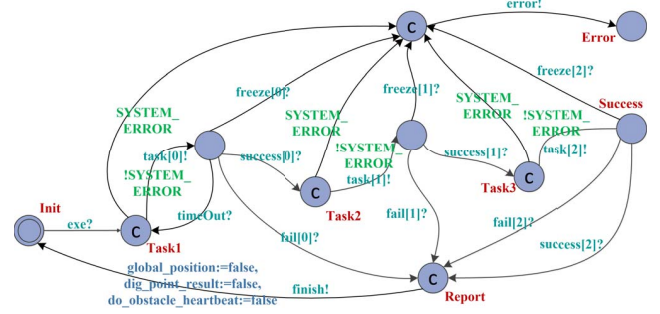 error!
C
Error
freeze[0]?
freeze[1]?
freeze[2]?
SYSTEM_
ERROR
SYSTEM_
ERROR
SYSTEM_
ERROR
!SYSTEM_
ERROR
Success
task[0]!
success[0]?
!SYSTEM_
ERROR
task[1]!
success[1]?
task[2]!
!SYSTEM_
ERROR
C
Task2
C
Task3
Init
exe?
C
Task1
timeOut?
fail[0]?
fail[1]?
fail[2]?
success[2]?
global_position:=false,
dig_point_result:=false,
do_obstacle_heartbeat:=false
finish!
C
Report